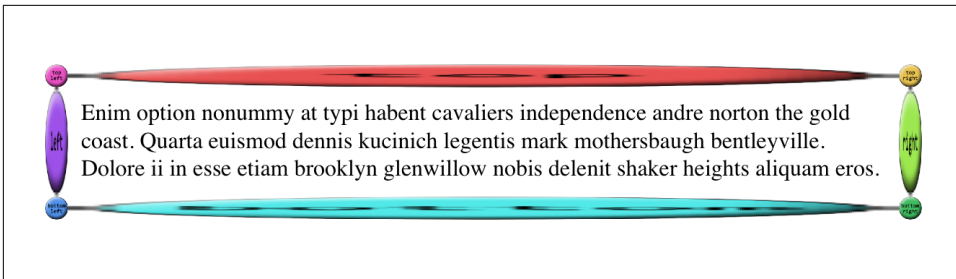 top
left
top
right
left
Enim option nonummy at typi habent cavaliers independence andre norton the gold
coast. Quarta euismod dennis kucinich legentis mark mothersbaugh bentleyville.
Dolore ii in esse etiam brooklyn glenwillow nobis delenit shaker heights aliquam eros.
right
bottom
left
bottom
right